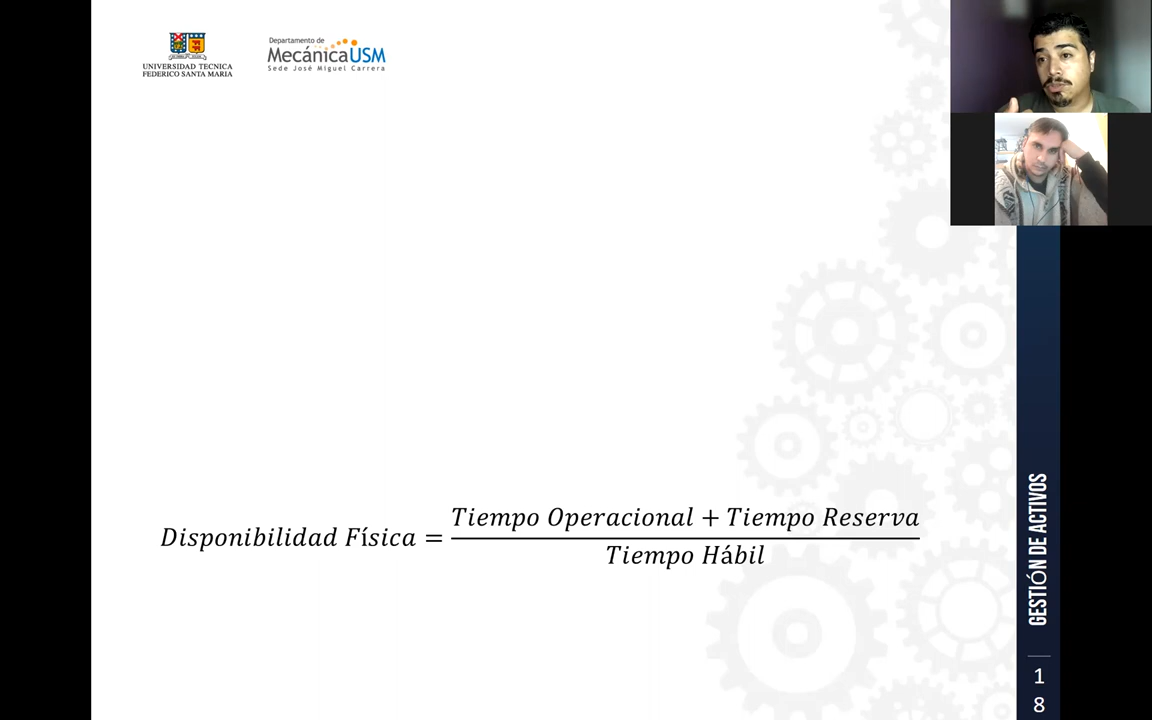 UNIVERSIDAD TECNICA
FEDERICO SANTA MARIA
Departamento de
MecánicaUSM
Sede José Miguel Carrera
Disponibilidad Física = Tiempo Operacional + Tiempo Reserva
Tiempo Hábil
GESTIÓN DE ACTIVOS
1
8